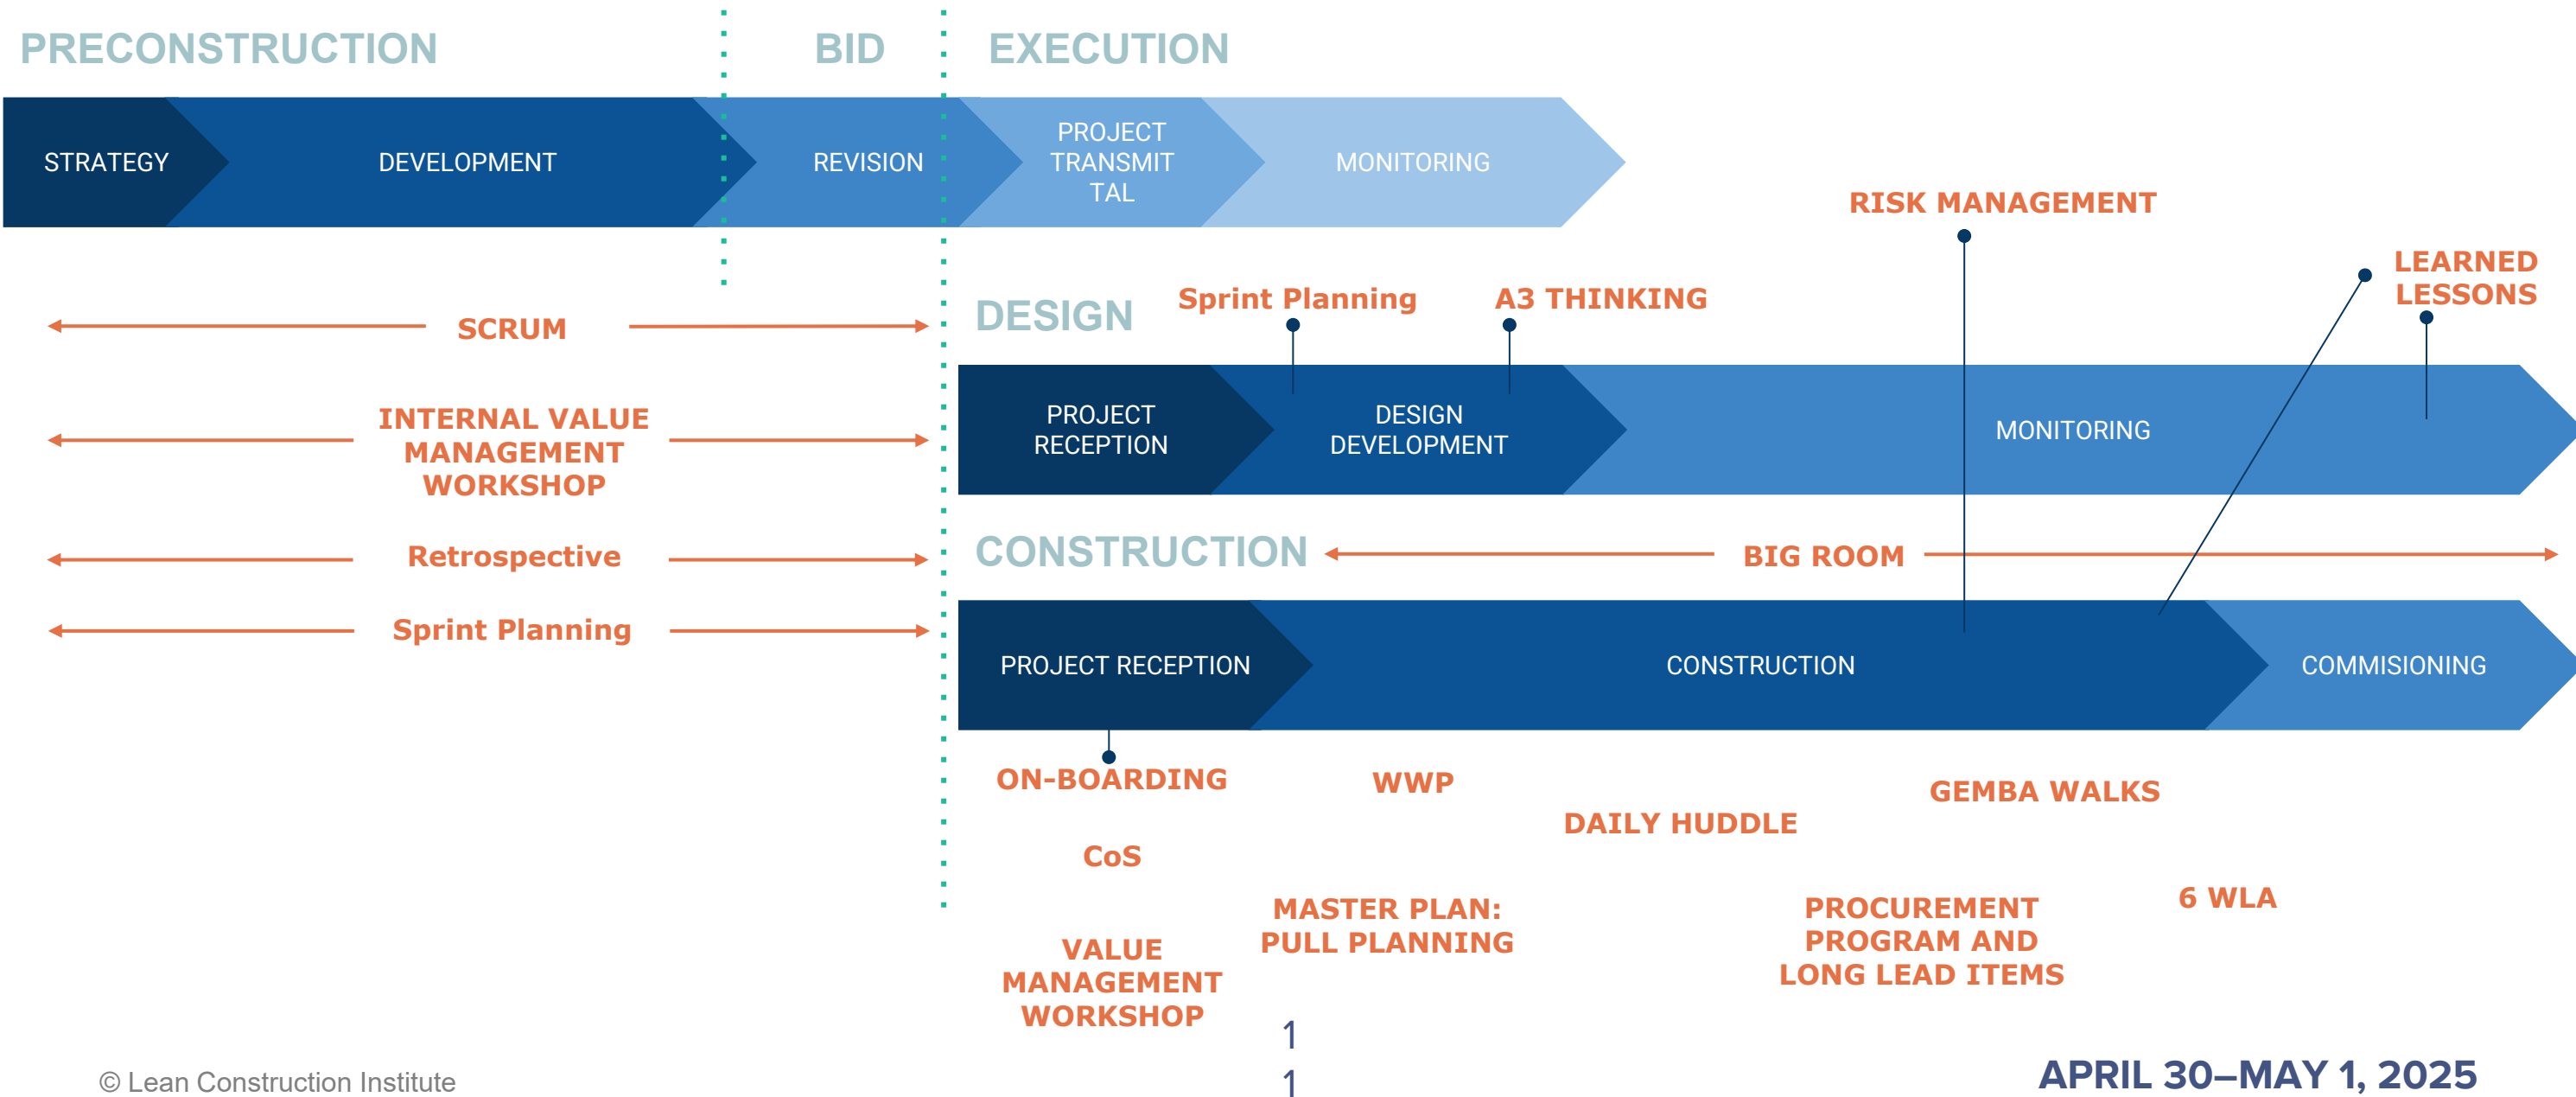 PRECONSTRUCTION
BID
EXECUTION
STRATEGY
DEVELOPMENT
REVISION
PROJECT
TRANSMIT
TAL
MONITORING
RISK MANAGEMENT
LEARNED
LESSONS
SCRUM
DESIGN
Sprint Planning
A3 THINKING
INTERNAL VALUE
MANAGEMENT
WORKSHOP
PROJECT
RECEPTION
DESIGN
DEVELOPMENT
MONITORING
Retrospective
CONSTRUCTION
BIG ROOM
Sprint Planning
PROJECT RECEPTION
CONSTRUCTION
COMMISIONING
ON-BOARDING
WWP
GEMBA WALKS
DAILY HUDDLE
CoS
MASTER PLAN:
PULL PLANNING
PROCUREMENT
PROGRAM AND
LONG LEAD ITEMS
6 WLA
VALUE
MANAGEMENT
WORKSHOP
1
1
© Lean Construction Institute
APRIL 30–MAY 1, 2025